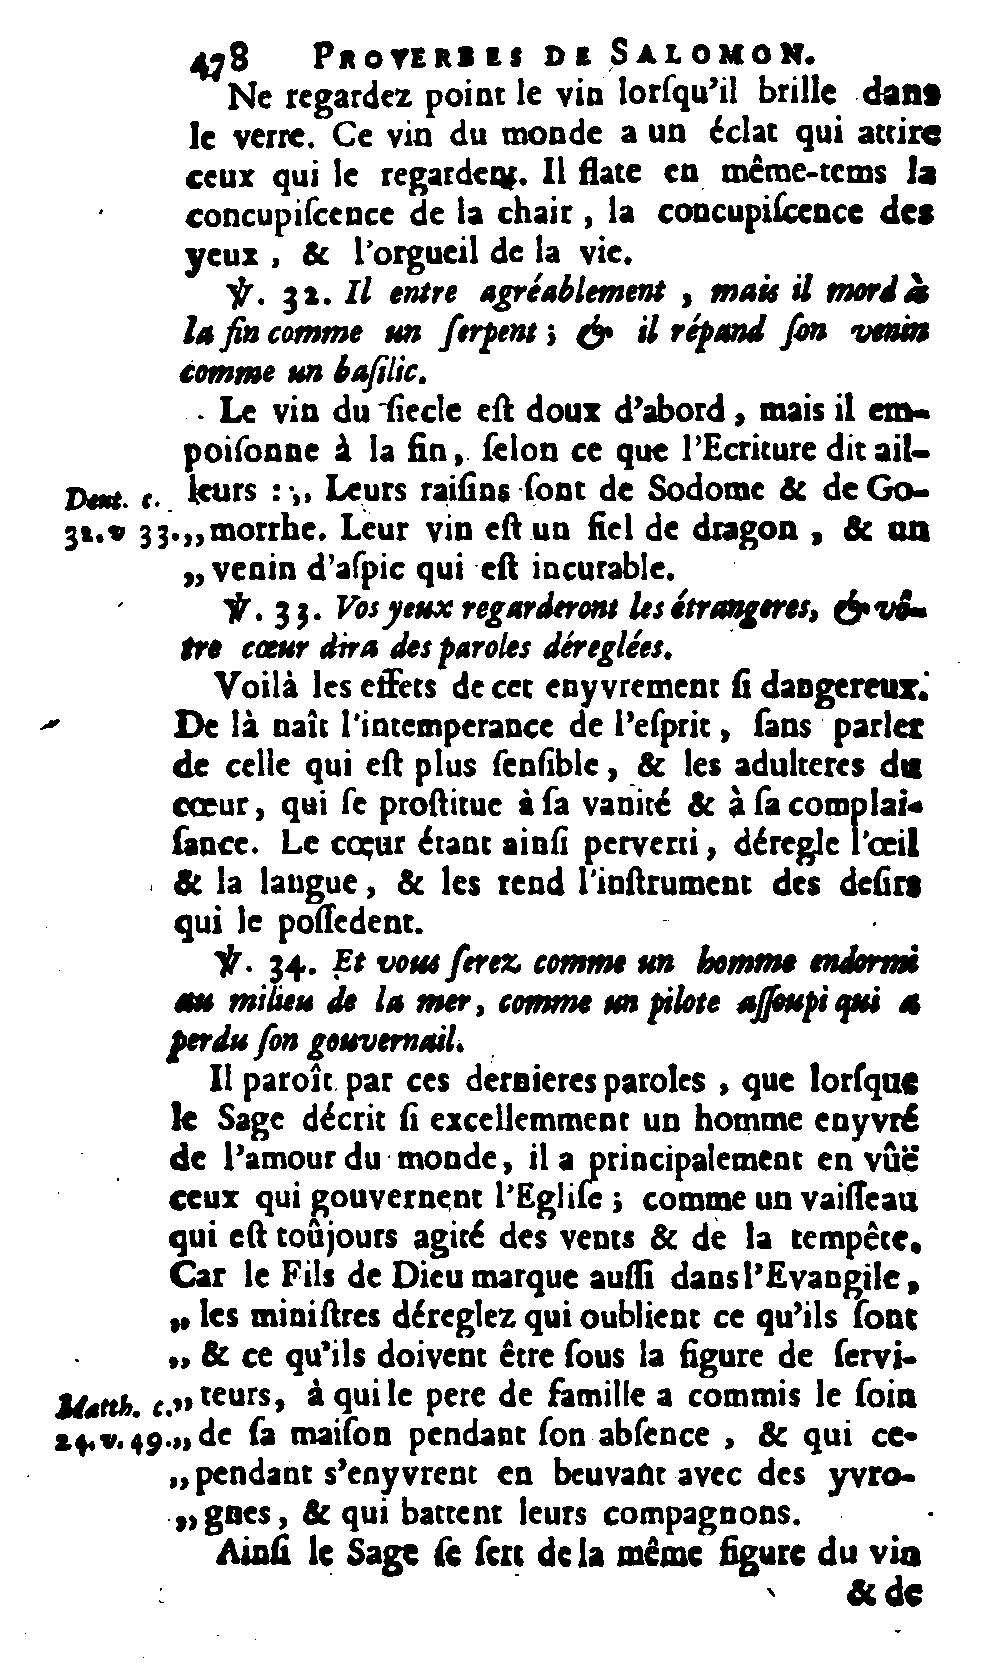 478 PROVERBES DE SALOMON.
Ne regardez point le vin lorſqu'il brille dans
le verre. Ce vin du monde a un éclat qui attire
ceux qui le regardent. Il flate en même-tems la
concupiſcence de la chair, la concupiſcence des
yeux, & l'orgueil de la vie.
℣. 32. Il entre agréablement, mais il mord à
la fin comme un ſerpent; & il répand ſon venin
comme un baſilic.
Le vin du ſiecle eſt doux d'abord, mais il em-
poiſonne à la fin, ſelon ce que l'Ecriture dit ail-
Deut. c. leurs : ,, Leurs raiſins ſont de Sodome & de Go-
32. v 33. ,, morrhe. Leur vin eſt un fiel de dragon, & un
,, venin d'aſpic qui eſt incurable.
℣. 33. Vos yeux regarderont les étrangeres, & vô-
tre cœur dira des paroles déreglées.
Voilà les effets de cet enyvrement ſi dangereux.
De là naît l'intemperance de l'eſprit, ſans parler
de celle qui eſt plus ſenſible, & les adulteres du
cœur, qui ſe proſtitue à ſa vanité & à ſa complai-
ſance. Le cœur étant ainſi perverti, déregle l'œil
& la langue, & les rend l'inſtrument des deſirs
qui le poſſedent.
℣. 34. Et vous ſerez comme un homme endormi
au milieu de la mer, comme un pilote aſſoupi qui a
perdu ſon gouvernail.
Il paroît par ces dernieres paroles, que lorſque
le Sage décrit ſi excellemment un homme enyvré
de l'amour du monde, il a principalement en vûë
ceux qui gouvernent l'Egliſe; comme un vaiſſeau
qui eſt toûjours agité des vents & de la tempête.
Car le Fils de Dieu marque auſſi dans l'Evangile,
,, les miniſtres déreglez qui oublient ce qu'ils ſont
,, & ce qu'ils doivent être ſous la figure de ſervi-
Matth. c. ,, teurs, à qui le pere de famille a commis le ſoin
24. v. 49. ,, de ſa maiſon pendant ſon abſence, & qui ce-
,, pendant s'enyvrent en beuvant avec des yvro-
,, gnes, & qui battent leurs compagnons.
Ainſi le Sage ſe ſert de la même figure du vin
& de